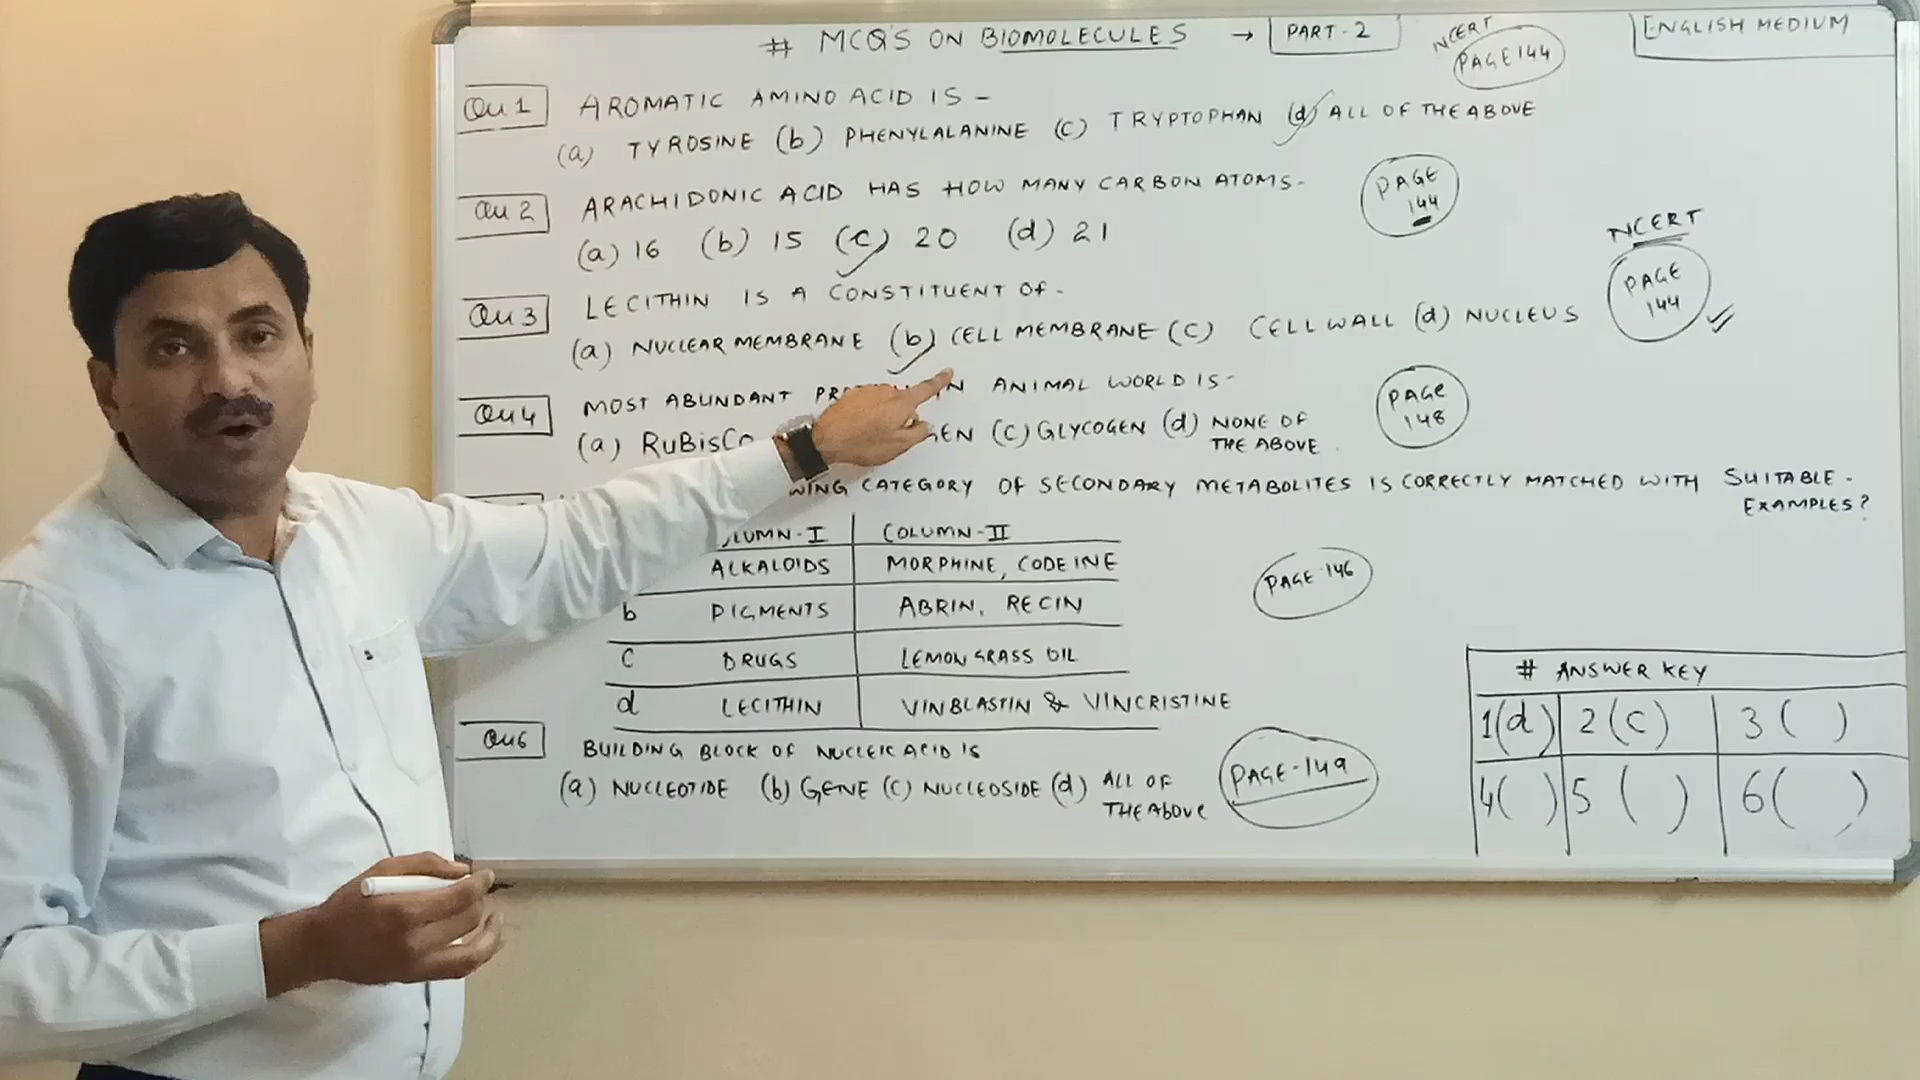 # MCQ'S ON BIOMOLECULES → PART-2
NCERT PAGE 144
ENGLISH MEDIUM
Qu 1 AROMATIC AMINO ACID IS -
(a) TYROSINE (b) PHENYLALANINE (c) TRYPTOPHAN (d) ALL OF THE ABOVE
Qu 2 ARACHIDONIC ACID HAS HOW MANY CARBON ATOMS-
PAGE 144
(a) 16 (b) 15 (c) 20 (d) 21
NCERT
PAGE 144
Qu 3 LECITHIN IS A CONSTITUENT OF -
(a) NUCLEAR MEMBRANE (b) CELL MEMBRANE (c) CELL WALL (d) NUCLEUS
Qu 4 MOST ABUNDANT IN ANIMAL WORLD IS -
PAGE 148
(a) RuBisCo (c) GLYCOGEN (d) NONE OF THE ABOVE
CATEGORY OF SECONDARY METABOLITES IS CORRECTLY MATCHED WITH SUITABLE -
EXAMPLES?
COLUMN-II
ALKALOIDS MORPHINE, CODEINE
PAGE-146
b PIGMENTS ABRIN, RECIN
c DRUGS LEMON GRASS OIL
d LECITHIN VINBLASTIN & VINCRISTINE
Qu 6 BUILDING BLOCK OF NUCLEIC ACID IS
(a) NUCLEOTIDE (b) GENE (c) NUCLEOSIDE (d) ALL OF THE ABOVE
PAGE-149
# ANSWER KEY
1(d) 2(c) 3( )
4( ) 5( ) 6( )